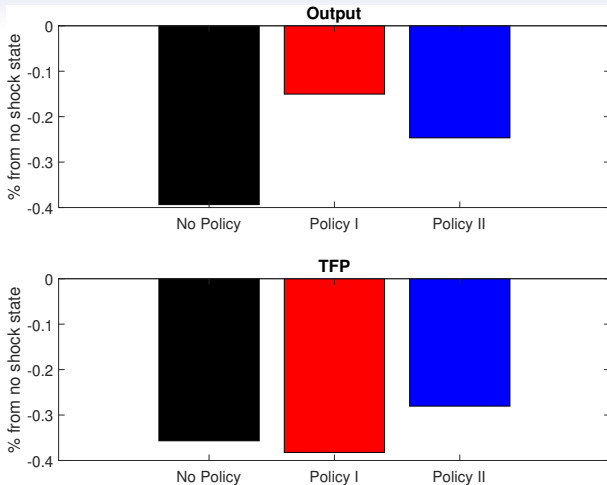 Output
% from no shock state
0
-0.1
-0.2
-0.3
-0.4
No Policy
Policy I
Policy II
TFP
% from no shock state
0
-0.1
-0.2
-0.3
-0.4
No Policy
Policy I
Policy II